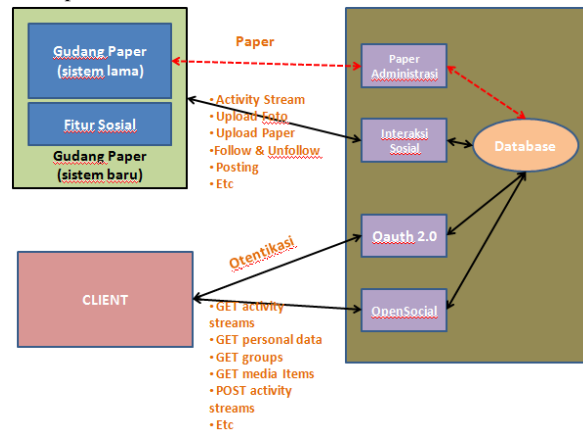 Gudang Paper
(sistem lama)
Fitur Sosial
Gudang Paper
(sistem baru)
Paper
• Activity Stream
• Upload Foto
• Upload Paper
•Follow & Unfollow
• Posting
• Etc
Paper
Administrasi
Interaksi
Sosial
Database
Oauth 2.0
OpenSocial
Otentikasi
CLIENT
• GET activity
streams
• GET personal data
• GET groups
• GET media Items
• POST activity
streams
• Etc